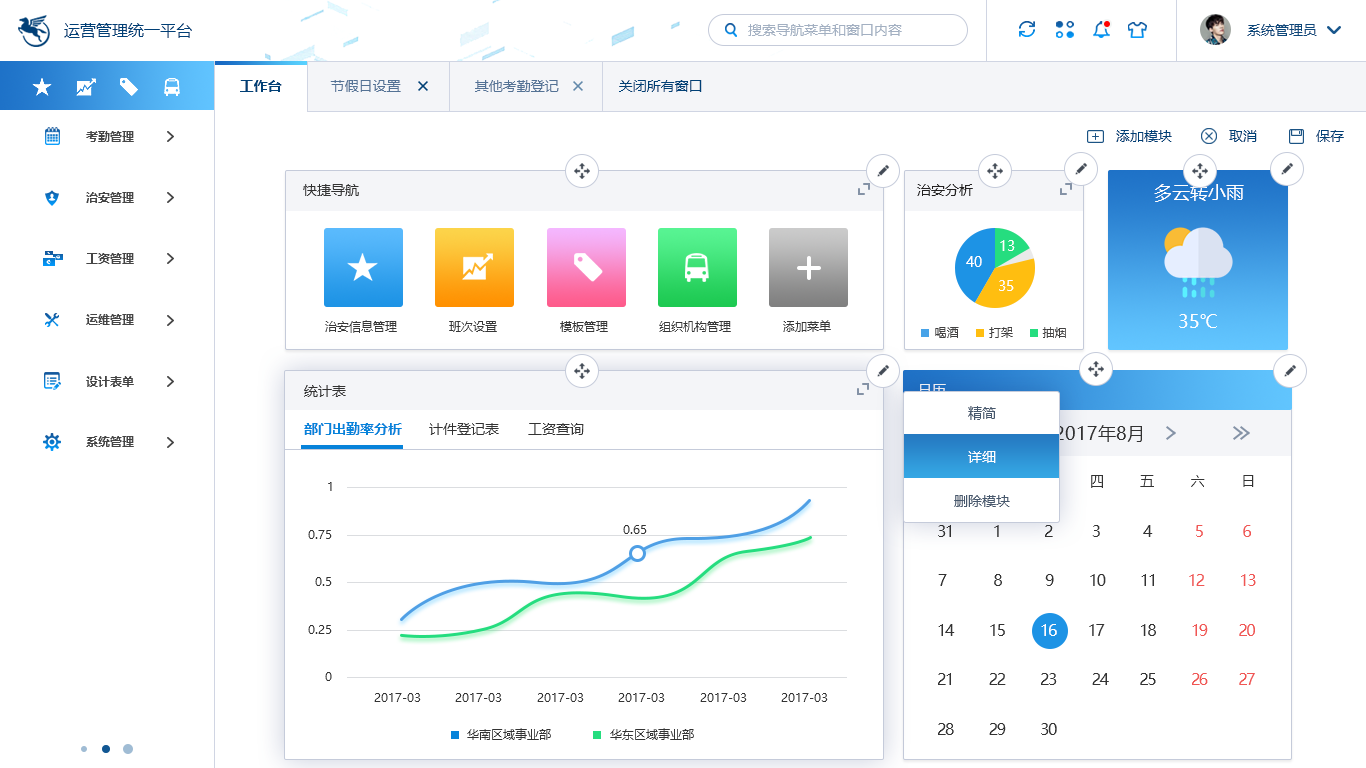 运营管理统一平台
搜索导航菜单和窗口内容
系统管理员
工作台
节假日设置
其他考勤登记
关闭所有窗口
考勤管理
治安管理
工资管理
运维管理
设计表单
系统管理
添加模块
取消
保存
快捷导航
治安信息管理
班次设置
模板管理
组织机构管理
添加菜单
治安分析
40
13
35
喝酒
打架
抽烟
多云转小雨
35℃
统计表
部门出勤率分析
计件登记表
工资查询
1
0.75
0.5
0.25
0
0.65
2017-03 2017-03 2017-03 2017-03 2017-03 2017-03
华南区域事业部
华东区域事业部
日历
精简
详细
删除模块
2017年8月
四 五 六 日
31 1 2 3 4 5 6
7 8 9 10 11 12 13
14 15 16 17 18 19 20
21 22 23 24 25 26 27
28 29 30